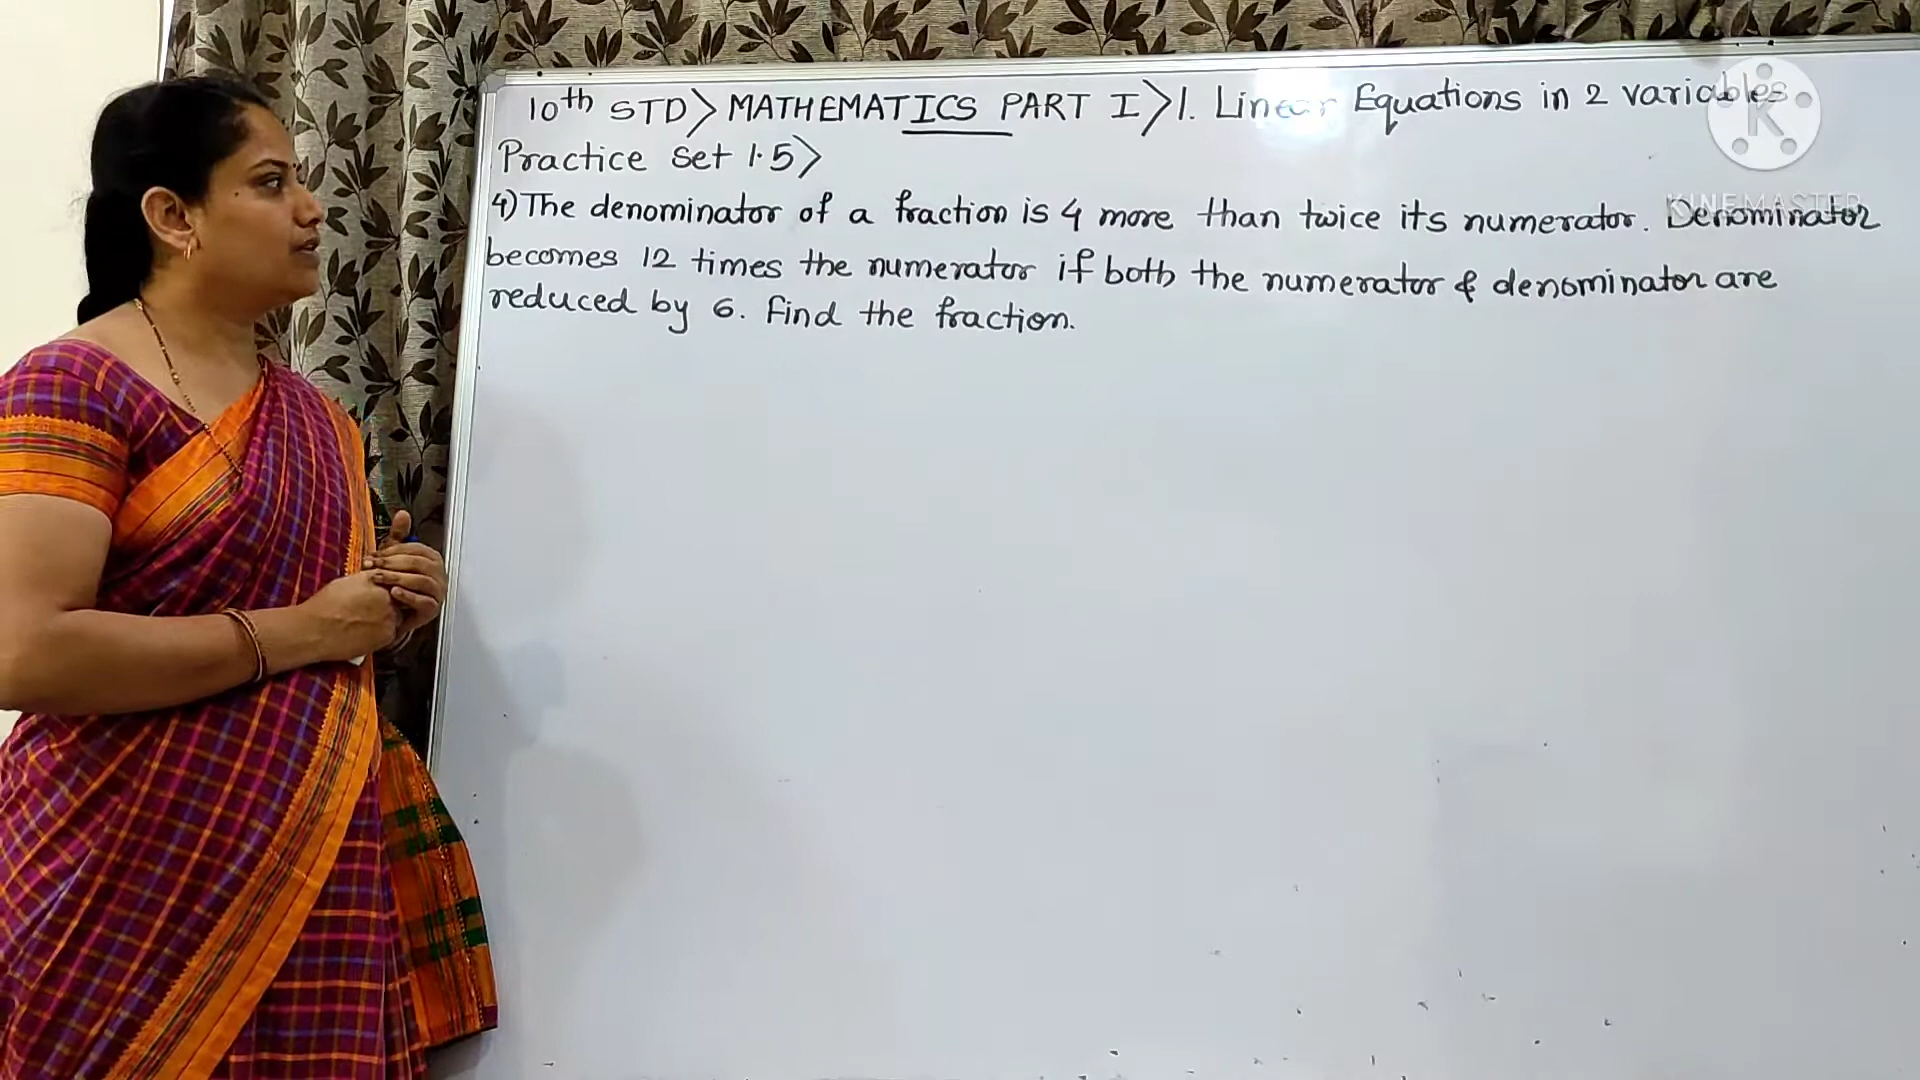 10th STD> MATHEMATICS PART I>1. Linear Equations in 2 variables
Practice Set 1.5>
4) The denominator of a fraction is 4 more than twice its numerator. Denominator
becomes 12 times the numerator if both the numerator & denominator are
reduced by 6. Find the fraction.
K
KINEMASTER